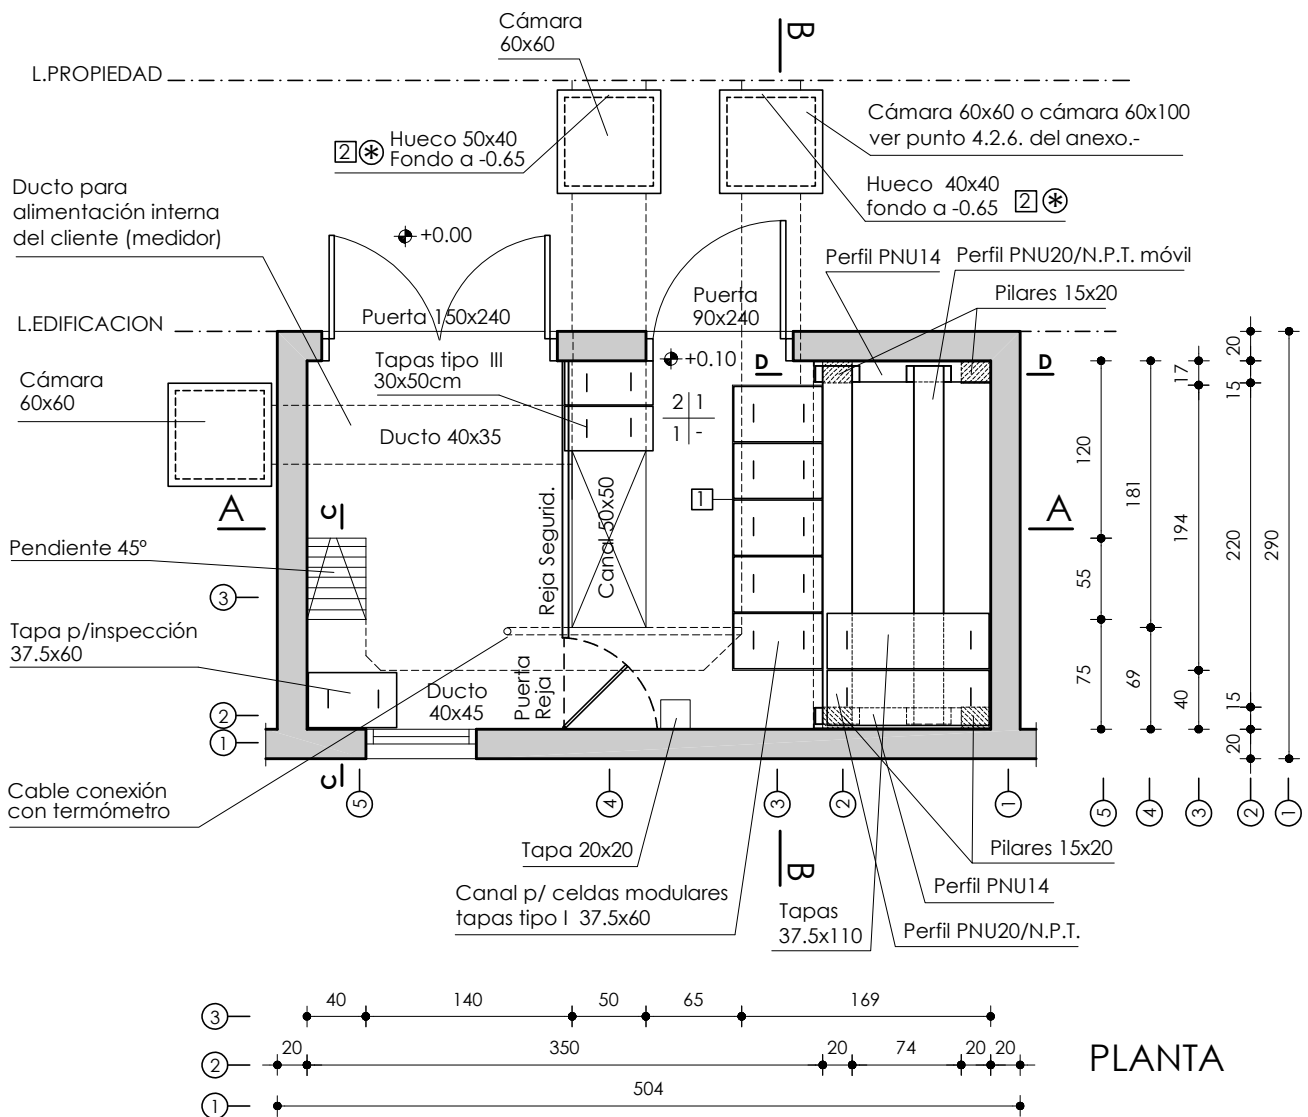 Cámara
60x60
B
L.PROPIEDAD
Cámara 60x60 o cámara 60x100
ver punto 4.2.6. del anexo.-
2 * Hueco 50x40
Fondo a -0.65
Hueco 40x40
fondo a -0.65 2 *
Ducto para
alimentación interna
del cliente (medidor)
+0.00
Perfil PNU14
Perfil PNU20/N.P.T. móvil
Pilares 15x20
L.EDIFICACION
Puerta 150x240
Puerta
90x240
+0.10
Tapas tipo III
30x50cm
D
D
Cámara
60x60
2 1
1 -
Ducto 40x35
A
C
1
A
Pendiente 45º
Reja Segurid.
Canal 50x50
3
Tapa p/inspección
37.5x60
Ducto
40x45
Puerta
Reja
2
1
C
5
4
3
2
1
Cable conexión
con termómetro
Tapa 20x20
B
Canal p/ celdas modulares
tapas tipo I 37.5x60
Tapas
37.5x110
Pilares 15x20
Perfil PNU14
Perfil PNU20/N.P.T.
120
55
75
5
181
69
4
17
194
40
3
20
15
220
15
20
2
290
1
3
40 140 50 65 169
2
20 350 20 74 20 20
1
504
PLANTA